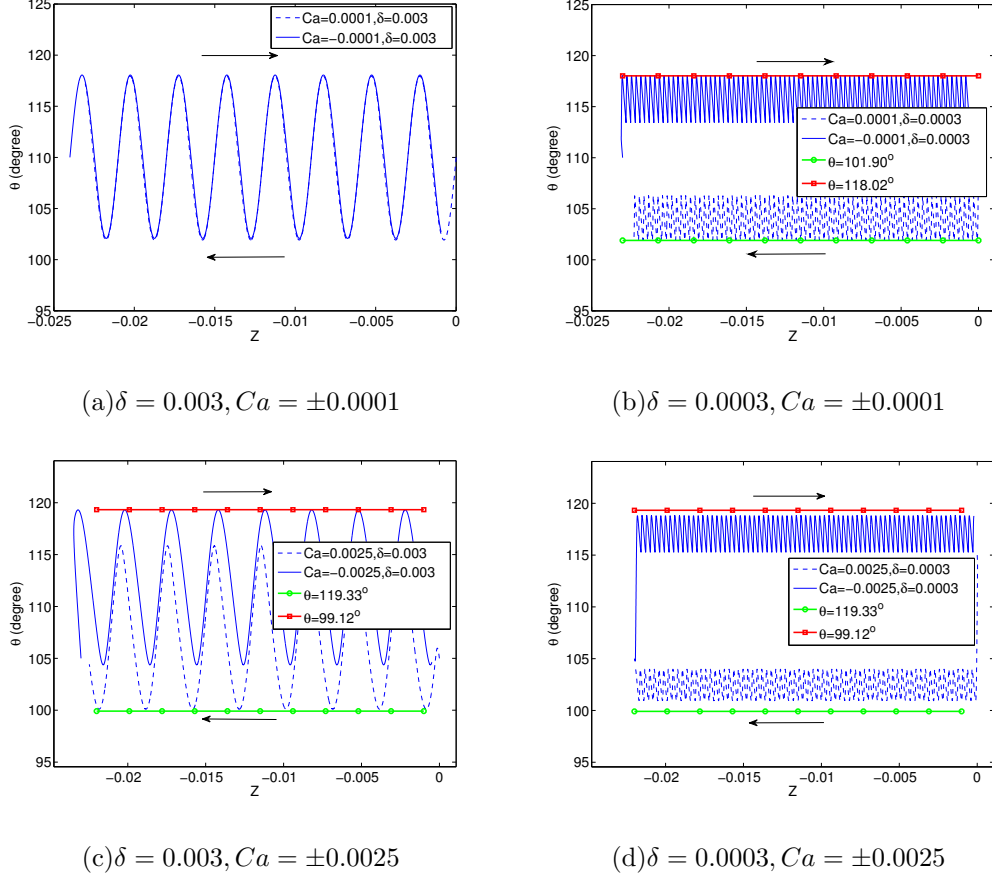 125
120
115
110
105
100
95
θ (degree)
−0.025
−0.02
−0.015
−0.01
−0.005
0
Z
Ca=0.0001,δ=0.003
Ca=−0.0001,δ=0.003
(a)δ = 0.003, Ca = ±0.0001
125
120
115
110
105
100
95
θ (degree)
−0.025
−0.02
−0.015
−0.01
−0.005
0
Z
Ca=0.0001,δ=0.0003
Ca=−0.0001,δ=0.0003
θ=101.90°
θ=118.02°
(b)δ = 0.0003, Ca = ±0.0001
120
115
110
105
100
95
θ (degree)
−0.02
−0.015
−0.01
−0.005
0
Z
Ca=0.0025,δ=0.003
Ca=−0.0025,δ=0.003
θ=119.33°
θ=99.12°
(c)δ = 0.003, Ca = ±0.0025
120
115
110
105
100
95
θ (degree)
−0.02
−0.015
−0.01
−0.005
0
Z
Ca=0.0025,δ=0.0003
Ca=−0.0025,δ=0.0003
θ=119.33°
θ=99.12°
(d)δ = 0.0003, Ca = ±0.0025